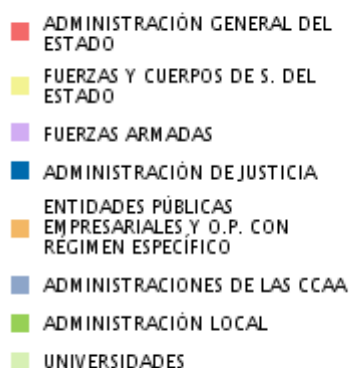 ADMINISTRACIÓN GENERAL DEL
ESTADO
FUERZAS Y CUERPOS DE S. DEL
ESTADO
FUERZAS ARMADAS
ADMINISTRACIÓN DE JUSTICIA
ENTIDADES PÚBLICAS
EMPRESARIALES Y O.P. CON
RÉGIMEN ESPECÍFICO
ADMINISTRACIONES DE LAS CCAA
ADMINISTRACIÓN LOCAL
UNIVERSIDADES